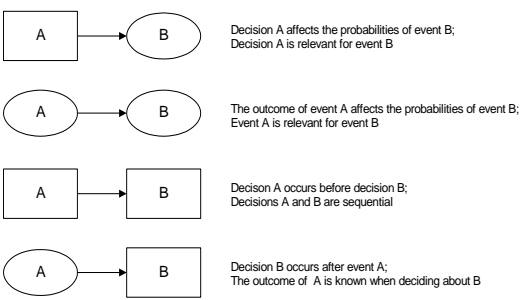 A
B
Decision A affects the probabilities of event B;
Decision A is relevant for event B
A
B
The outcome of event A affects the probabilities of event B;
Event A is relevant for event B
A
B
Decison A occurs before decision B;
Decisions A and B are sequential
A
B
Decision B occurs after event A;
The outcome of A is known when deciding about B